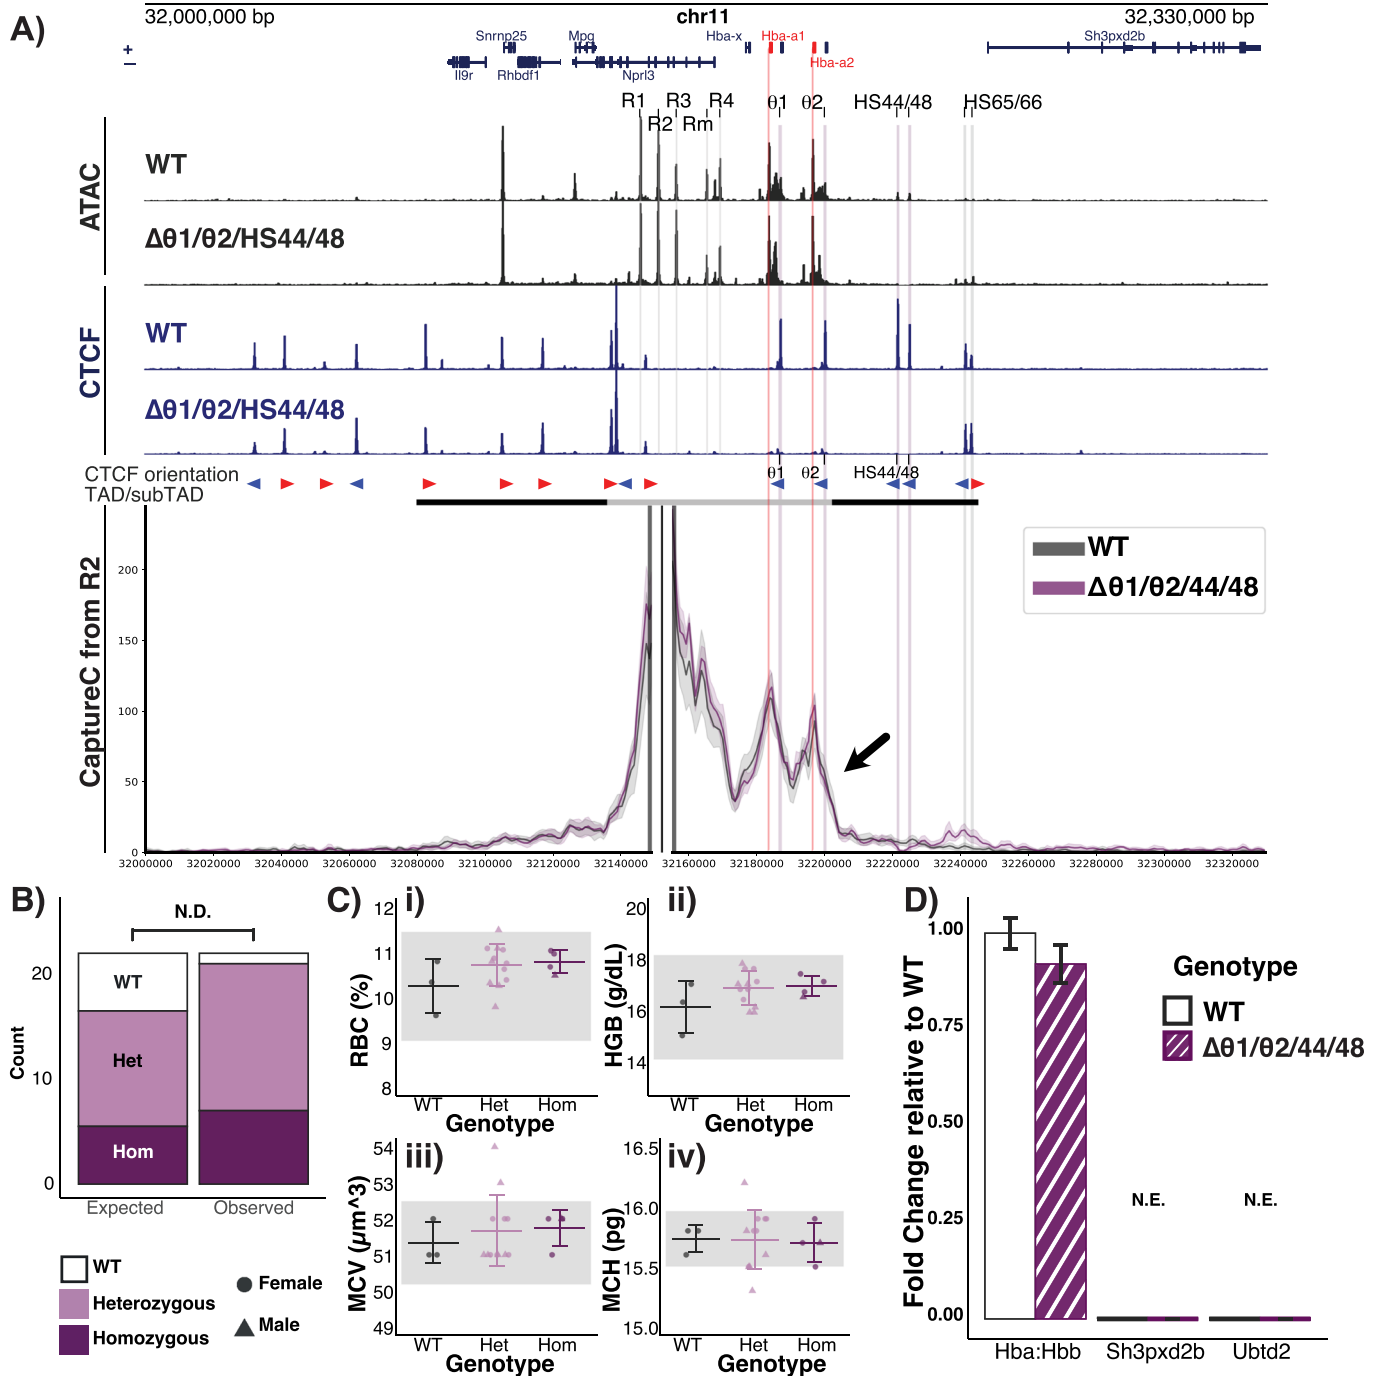 A)
32,000,000 bp chr11 32,330,000 bp
+
−
Snrnp25 Mpg Hba-x Hba-a1 Sh3pxd2b
Il9r Rhbdf1 Nprl3 Hba-a2
R1 R3 R4 θ1 θ2 HS44/48 HS65/66
R2 Rm
ATAC
WT
Δθ1/θ2/HS44/48
CTCF
WT
Δθ1/θ2/HS44/48
CTCF orientation
TAD/subTAD
θ1 θ2 HS44/48
CaptureC from R2
200
150
100
50
0
WT
Δθ1/θ2/44/48
32000000 32020000 32040000 32060000 32080000 32100000 32120000 32140000 32160000 32180000 32200000 32220000 32240000 32260000 32280000 32300000 32320000
B)
N.D.
Count
20
10
0
WT
Het
Hom
Expected Observed
WT
Heterozygous
Homozygous
Female
Male
C)
i)
RBC (%)
12
11
10
9
8
WT Het Hom
Genotype
ii)
HGB (g/dL)
20
18
16
14
WT Het Hom
Genotype
iii)
MCV (μm^3)
54
53
52
51
50
49
WT Het Hom
Genotype
iv)
MCH (pg)
16.5
16.0
15.5
15.0
WT Het Hom
Genotype
D)
Fold Change relative to WT
1.00
0.75
0.50
0.25
0.00
N.E. N.E.
Hba:Hbb Sh3pxd2b Ubtd2
Genotype
WT
Δθ1/θ2/44/48